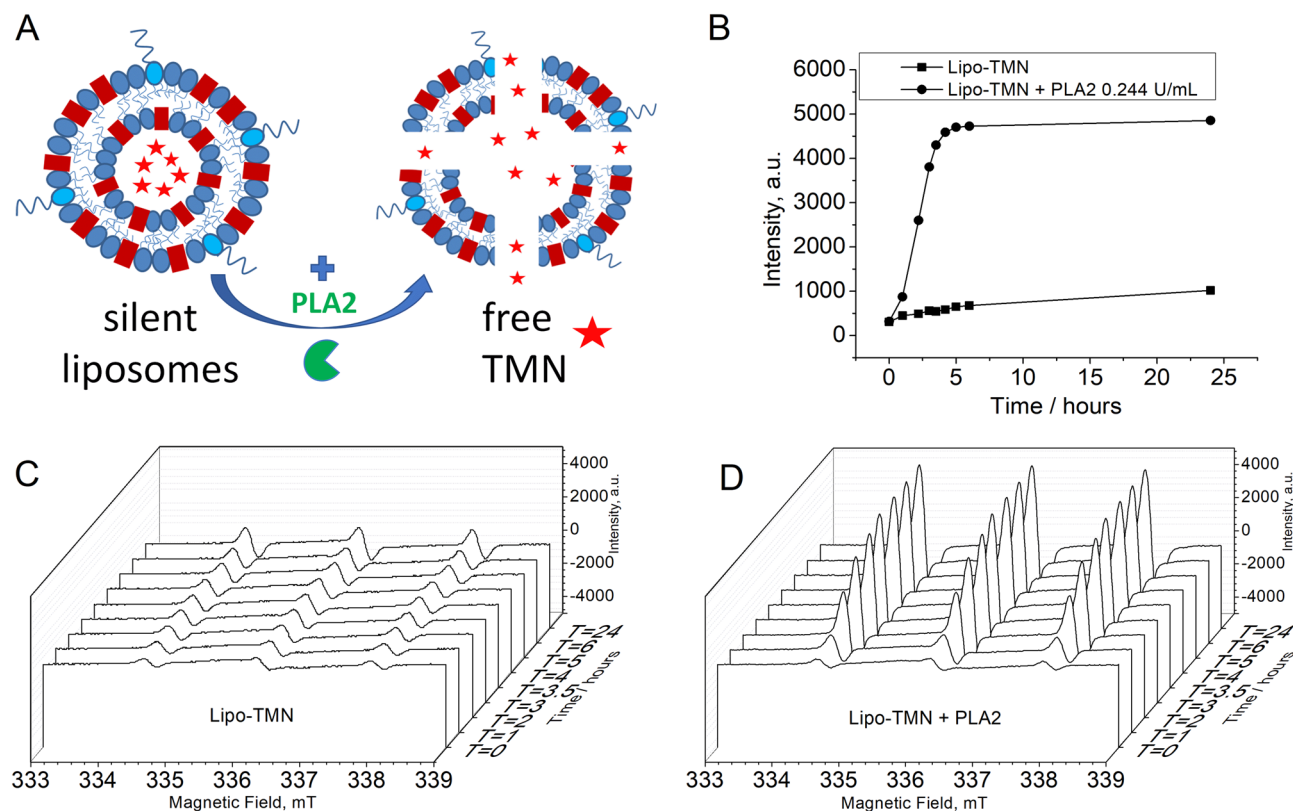 A
PLA2
silent
liposomes
free
TMN
B
Lipo-TMN
Lipo-TMN + PLA2 0.244 U/mL
6000
5000
4000
3000
2000
1000
0
Intensity, a.u.
0
5
10
15
20
25
Time / hours
C
4000
2000
0
-2000
-4000
Intensity, a.u.
T=24
T=6
T=5
T=4
T=3.5
T=3
T=2
T=1
T=0
Time / hours
Lipo-TMN
333
334
335
336
337
338
339
Magnetic Field, mT
D
4000
2000
0
-2000
-4000
Intensity, a.u.
T=24
T=6
T=5
T=4
T=3.5
T=3
T=2
T=1
T=0
Time / hours
Lipo-TMN + PLA2
333
334
335
336
337
338
339
Magnetic Field, mT